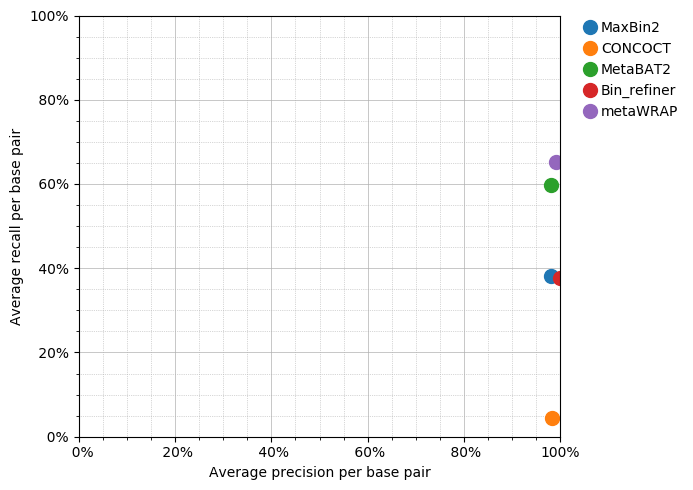 100%
80%
60%
40%
20%
0%
0%
20%
40%
60%
80%
100%
Average recall per base pair
Average precision per base pair
MaxBin2
CONCOCT
MetaBAT2
Bin_refiner
metaWRAP